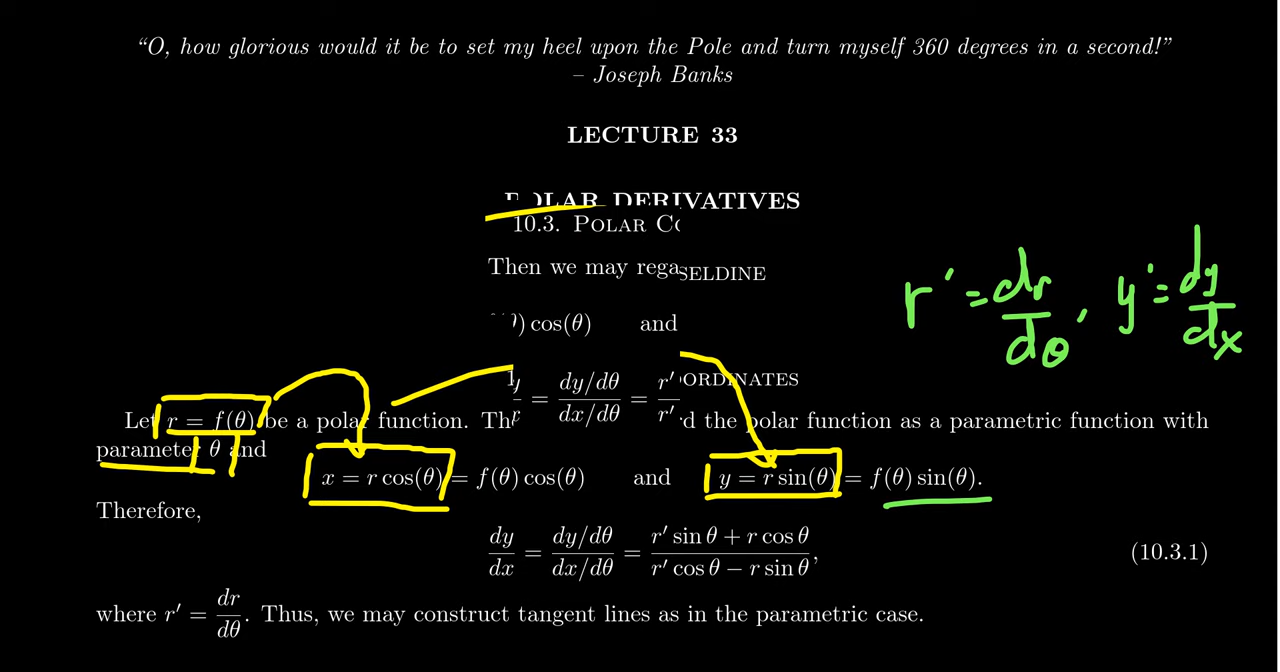 “O, how glorious would it be to set my heel upon the Pole and turn myself 360 degrees in a second!”
– Joseph Banks
LECTURE 33
POLAR DERIVATIVES
10.3. POLAR
Then we may rega
SELDINE
cos(θ) and
ORDINATES
= dy/dθ / dx/dθ = r′
r′ = dr/dθ, y′ = dy/dx
Let r = f(θ) be a polar function. Th d the polar function as a parametric function with
parameter θ and
x = r cos(θ) = f(θ) cos(θ) and y = r sin(θ) = f(θ) sin(θ).
Therefore,
dy/dx = dy/dθ / dx/dθ = r′ sin θ + r cos θ / r′ cos θ − r sin θ, (10.3.1)
where r′ = dr/dθ. Thus, we may construct tangent lines as in the parametric case.